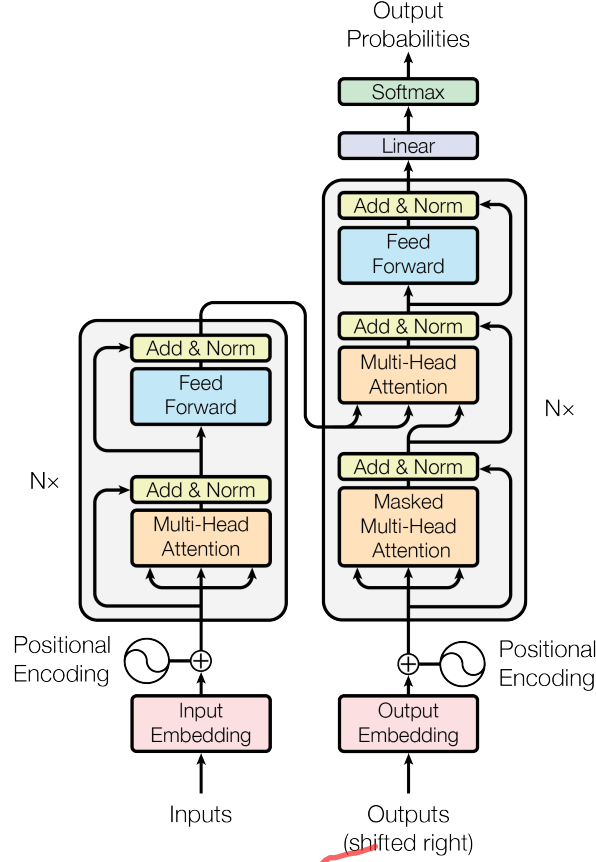 Output
Probabilities
Softmax
Linear
Add & Norm
Feed
Forward
Add & Norm
Multi-Head
Attention
Add & Norm
Masked
Multi-Head
Attention
N×
Add & Norm
Feed
Forward
Add & Norm
Multi-Head
Attention
N×
Positional
Encoding
Positional
Encoding
Input
Embedding
Output
Embedding
Inputs
Outputs
(shifted right)